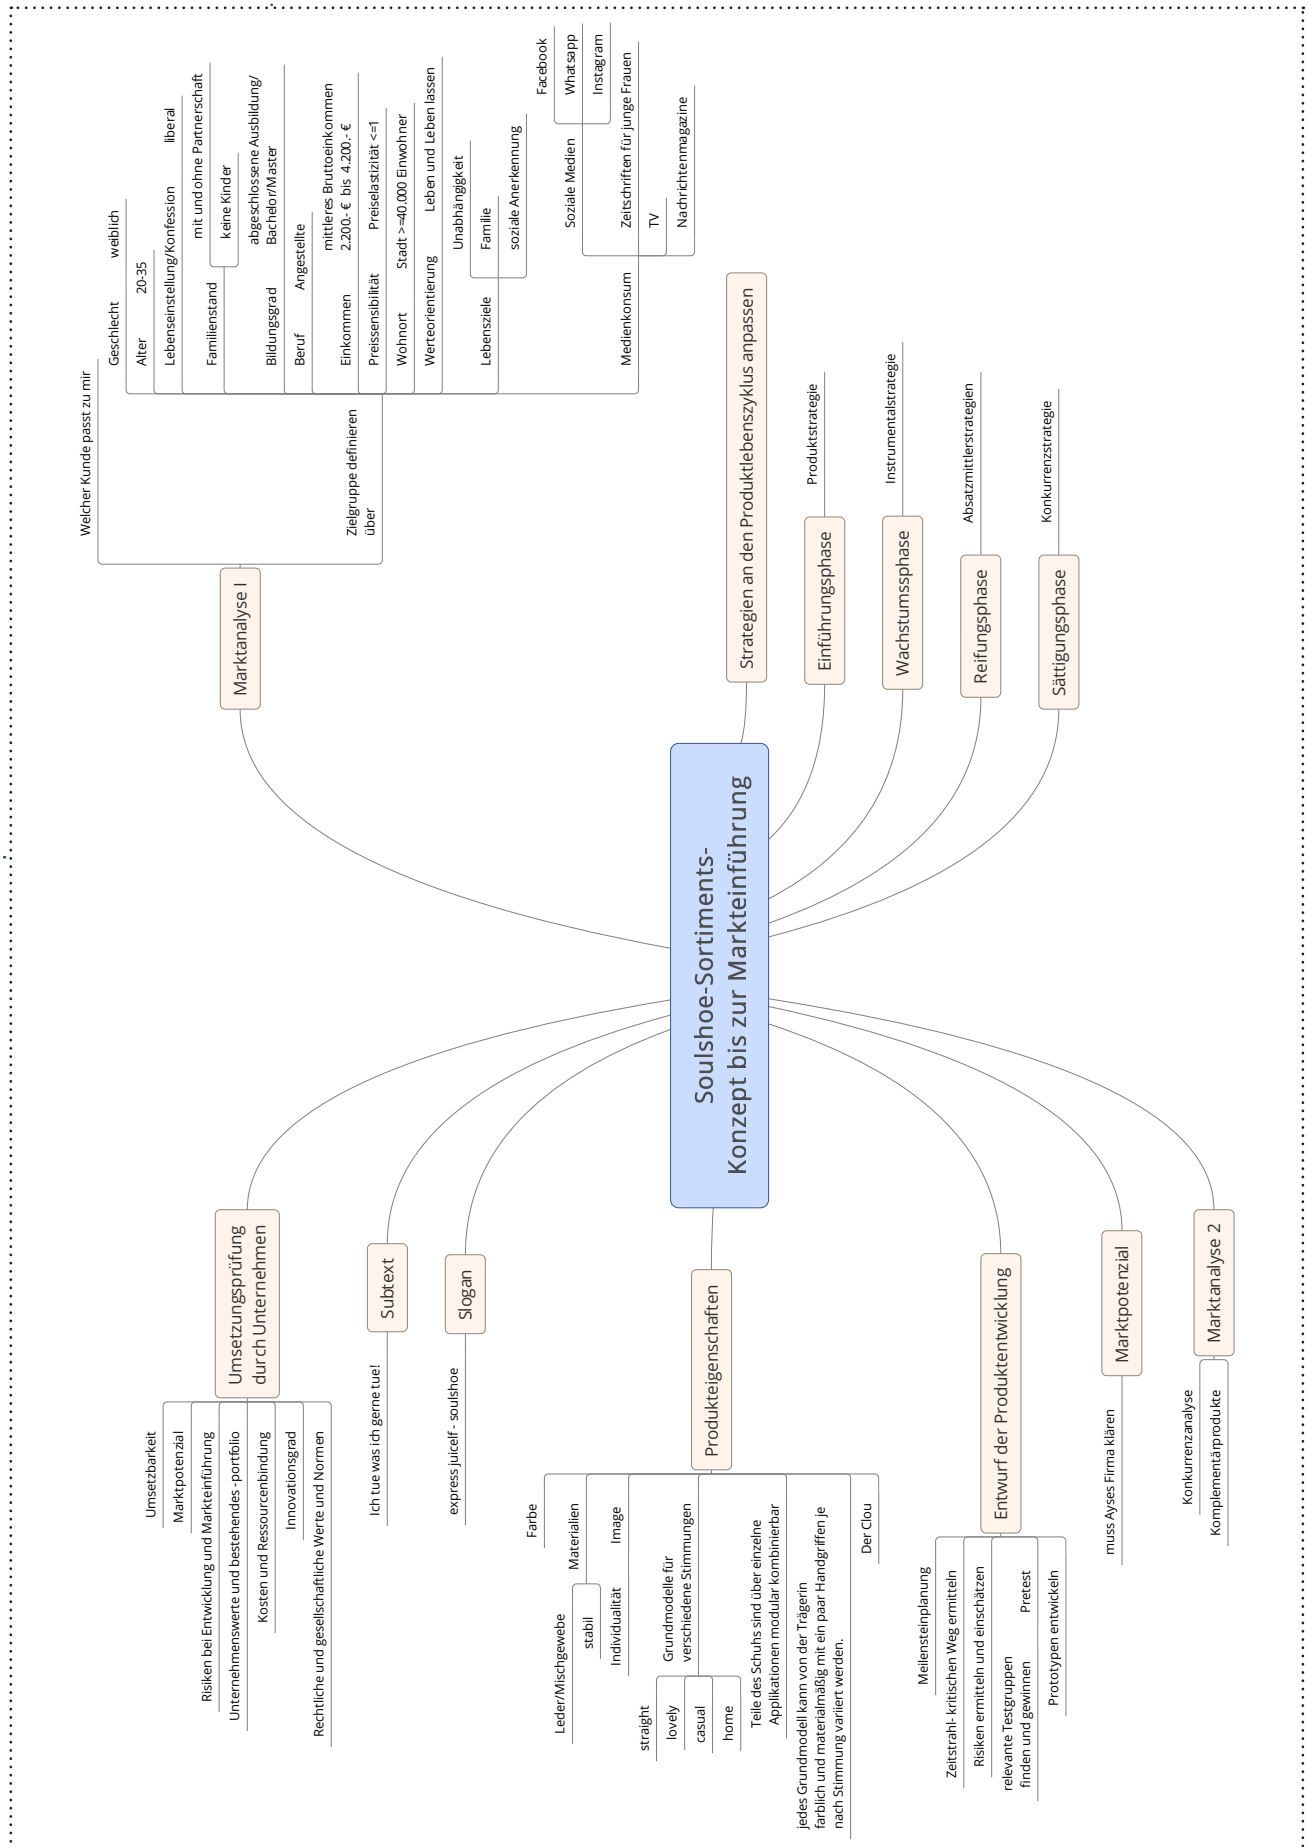 Soulshoe-Sortiments-
Konzept bis zur Markteinführung
Marktanalyse I
Welcher Kunde passt zu mir
Zielgruppe definieren
über
Geschlecht
weiblich
Alter
20-35
Lebenseinstellung/Konfession
liberal
Familienstand
mit und ohne Partnerschaft
keine Kinder
Bildungsgrad
abgeschlossene Ausbildung/
Bachelor/Master
Beruf
Angestellte
Einkommen
mittleres Bruttoeinkommen
2.200.- € bis 4.200.- €
Preissensibilität
Preiselastizität <=1
Wohnort
Stadt >=40.000 Einwohner
Werteorientierung
Leben und Leben lassen
Lebensziele
Unabhängigkeit
Familie
soziale Anerkennung
Medienkonsum
Soziale Medien
Facebook
Whatsapp
Instagram
Zeitschriften für junge Frauen
TV
Nachrichtenmagazine
Strategien an den Produktlebenszyklus anpassen
Einführungsphase
Produktstrategie
Wachstumssphase
Instrumentalstrategie
Reifungsphase
Absatzmittlerstrategien
Sättigungsphase
Konkurrenzstrategie
Umsetzungsprüfung
durch Unternehmen
Umsetzbarkeit
Marktpotenzial
Risiken bei Entwicklung und Markteinführung
Unternehmenswerte und bestehendes -portfolio
Kosten und Ressourcenbindung
Innovationsgrad
Rechtliche und gesellschaftliche Werte und Normen
Subtext
Ich tue was ich gerne tue!
Slogan
express juicelf - soulshoe
Produkteigenschaften
Farbe
Materialien
Leder/Mischgewebe
stabil
Image
Individualität
Grundmodelle für
verschiedene Stimmungen
straight
lovely
casual
home
Teile des Schuhs sind über einzelne
Applikationen modular kombinierbar
jedes Grundmodell kann von der Trägerin
farblich und materialmäßig mit ein paar Handgriffen je
nach Stimmung variiert werden.
Der Clou
Entwurf der Produktentwicklung
Meilensteinplanung
Zeitstrahl- kritischen Weg ermitteln
Risiken ermitteln und einschätzen
Pretest
relevante Testgruppen
finden und gewinnen
Prototypen entwickeln
Marktpotenzial
muss Ayses Firma klären
Marktanalyse 2
Konkurrenzanalyse
Komplementärprodukte